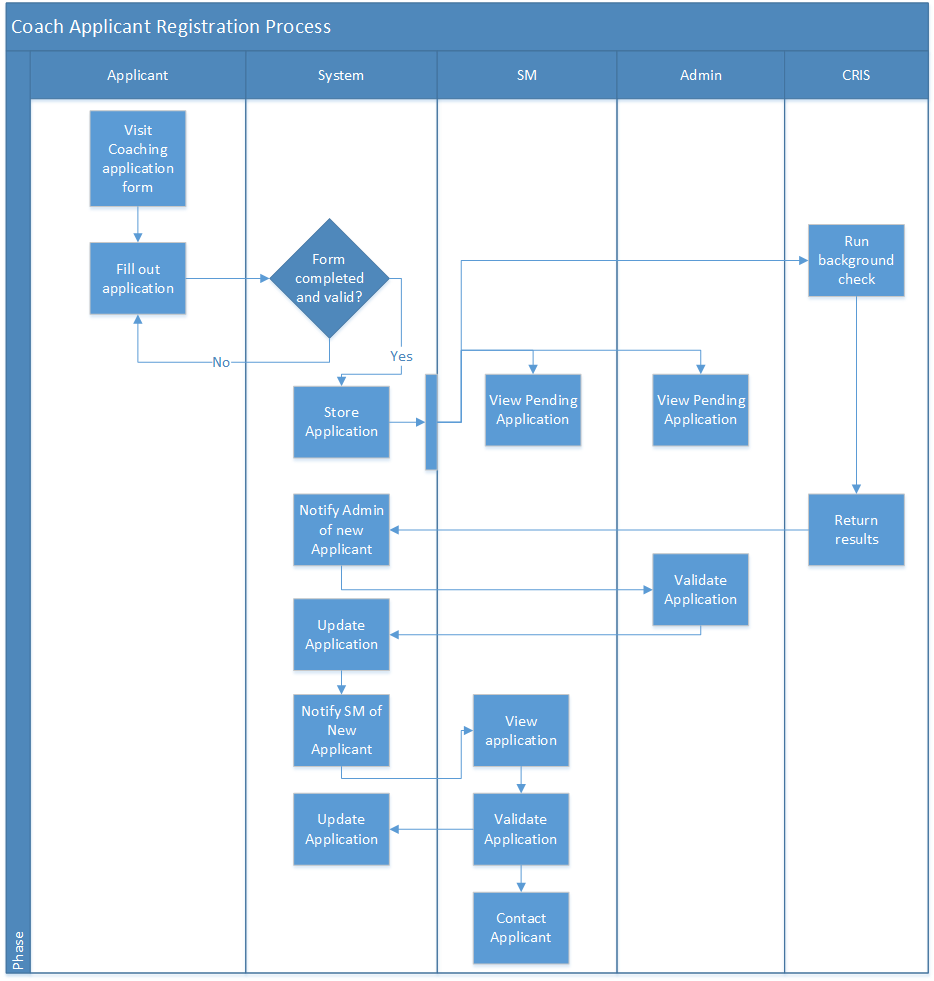 Coach Applicant Registration Process
Applicant
System
SM
Admin
CRIS
Visit
Coaching
application
form
Fill out
application
Form
completed
and valid?
Run
background
check
No
Yes
Store
Application
View Pending
Application
View Pending
Application
Notify Admin
of new
Applicant
Return
results
Validate
Application
Update
Application
Notify SM of
New
Applicant
View
application
Update
Application
Validate
Application
Contact
Applicant
Phase